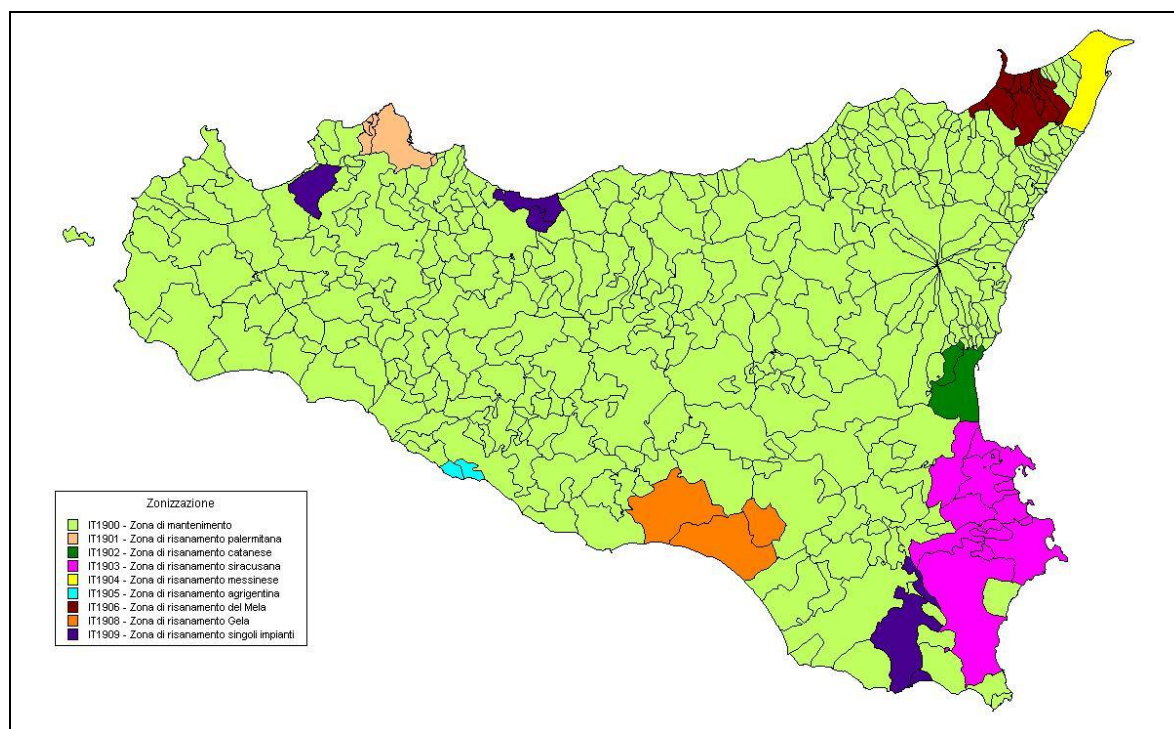 Zonizzazione
IT1900 - Zona di mantenimento
IT1901 - Zona di risanamento palermitana
IT1902 - Zona di risanamento catanese
IT1903 - Zona di risanamento siracusana
IT1904 - Zona di risanamento messinese
IT1905 - Zona di risanamento agrigentina
IT1906 - Zona di risanamento del Mela
IT1908 - Zona di risanamento Gela
IT1909 - Zona di risanamento singoli impianti